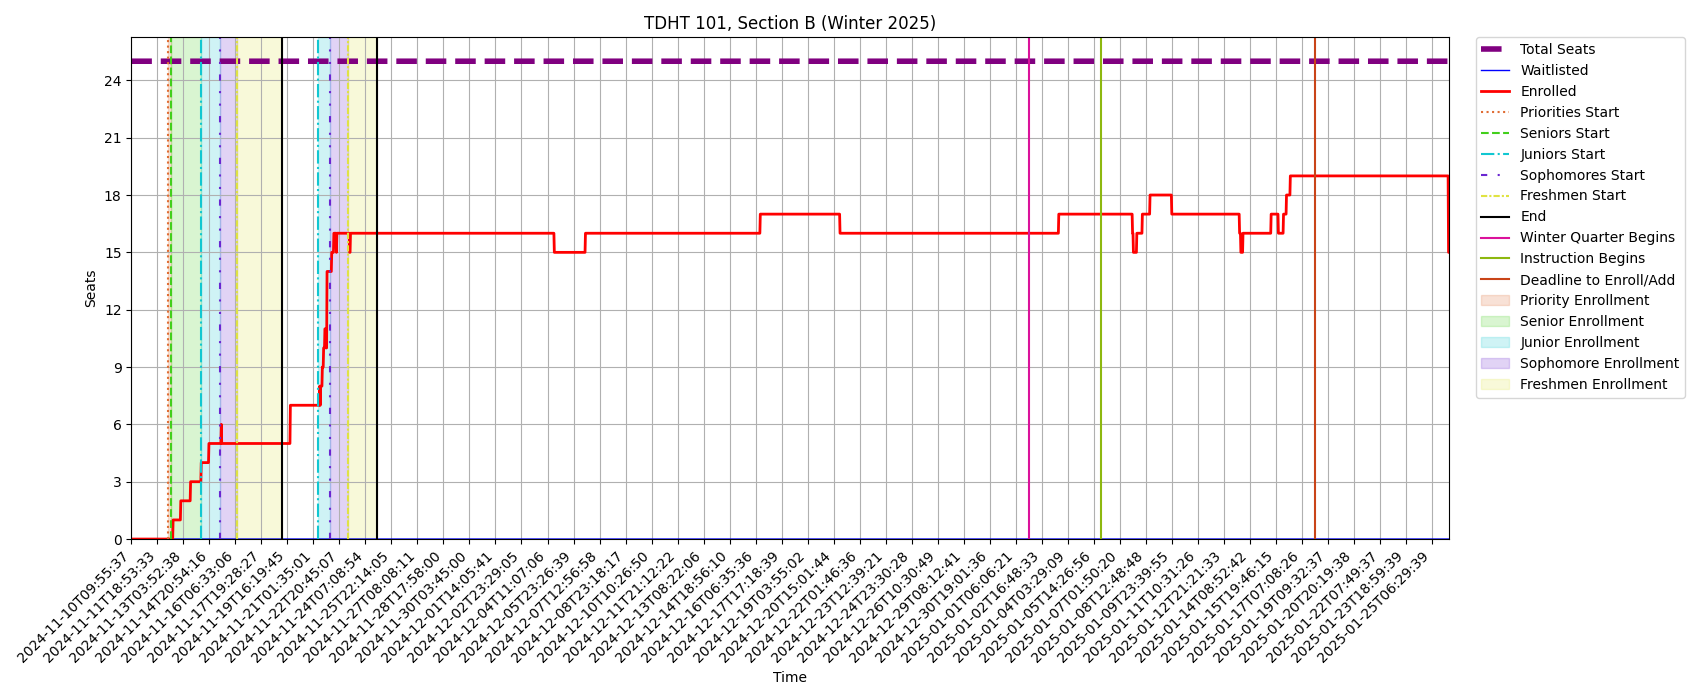 TDHT 101, Section B (Winter 2025)
Seats
24
21
18
15
12
9
6
3
0
2024-11-10T09:55:37
2024-11-11T18:53:33
2024-11-13T03:52:38
2024-11-14T20:54:16
2024-11-16T06:33:06
2024-11-17T19:28:27
2024-11-19T16:19:45
2024-11-21T01:35:01
2024-11-22T20:45:07
2024-11-24T07:08:54
2024-11-25T22:14:05
2024-11-27T08:08:11
2024-11-28T17:58:00
2024-11-30T03:45:00
2024-12-01T14:05:41
2024-12-02T23:29:05
2024-12-04T11:07:06
2024-12-05T23:26:39
2024-12-07T12:56:58
2024-12-08T23:18:17
2024-12-10T10:26:50
2024-12-11T21:12:22
2024-12-13T08:22:06
2024-12-14T18:56:10
2024-12-16T06:35:36
2024-12-17T17:18:39
2024-12-19T03:55:02
2024-12-20T15:01:44
2024-12-22T01:46:36
2024-12-23T12:39:21
2024-12-24T23:30:28
2024-12-26T10:30:49
2024-12-29T08:12:41
2024-12-30T19:01:36
2025-01-01T06:06:21
2025-01-02T16:48:33
2025-01-04T03:29:09
2025-01-05T14:26:56
2025-01-07T01:50:20
2025-01-08T12:48:48
2025-01-09T23:39:55
2025-01-11T10:31:26
2025-01-12T21:21:33
2025-01-14T08:52:42
2025-01-15T19:46:15
2025-01-17T07:08:26
2025-01-19T09:32:37
2025-01-20T20:19:38
2025-01-22T07:49:37
2025-01-23T18:59:39
2025-01-25T06:29:39
Time
Total Seats
Waitlisted
Enrolled
Priorities Start
Seniors Start
Juniors Start
Sophomores Start
Freshmen Start
End
Winter Quarter Begins
Instruction Begins
Deadline to Enroll/Add
Priority Enrollment
Senior Enrollment
Junior Enrollment
Sophomore Enrollment
Freshmen Enrollment